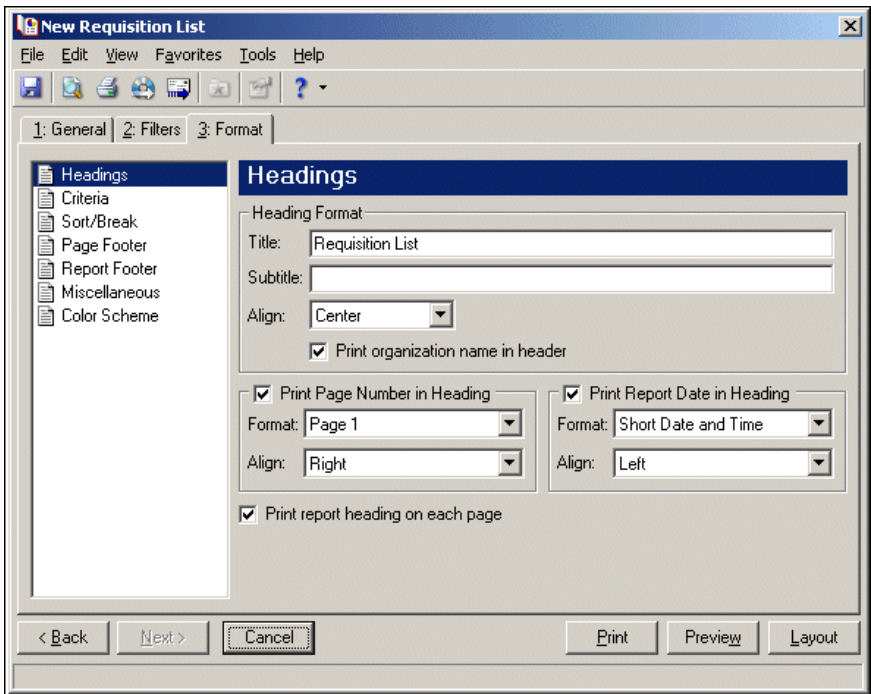 New Requisition List
File Edit View Favorites Tools Help
1: General 2: Filters 3: Format
Headings
Criteria
Sort/Break
Page Footer
Report Footer
Miscellaneous
Color Scheme
Headings
Heading Format
Title: Requisition List
Subtitle:
Align: Center
Print organization name in header
Print Page Number in Heading
Format: Page 1
Align: Right
Print Report Date in Heading
Format: Short Date and Time
Align: Left
Print report heading on each page
< Back Next > Cancel Print Preview Layout